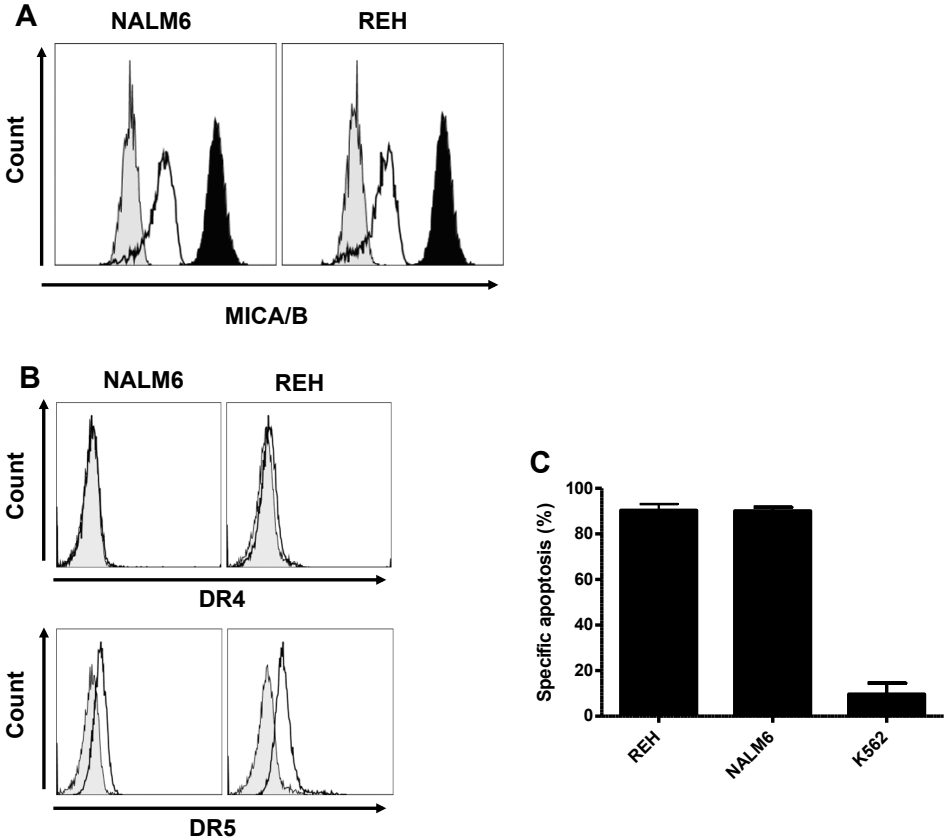 A
NALM6
REH
Count
MICA/B
B
NALM6
REH
Count
DR4
Count
DR5
C
Specific apoptosis (%)
100
80
60
40
20
0
REH
NALM6
K562